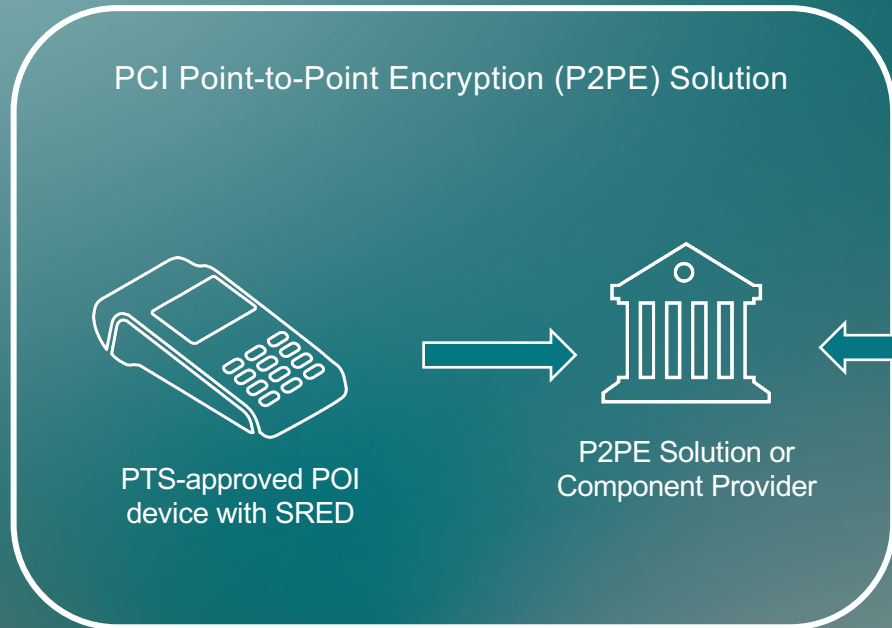 PCI Point-to-Point Encryption (P2PE) Solution
PTS-approved POI
device with SRED
P2PE Solution or
Component Provider